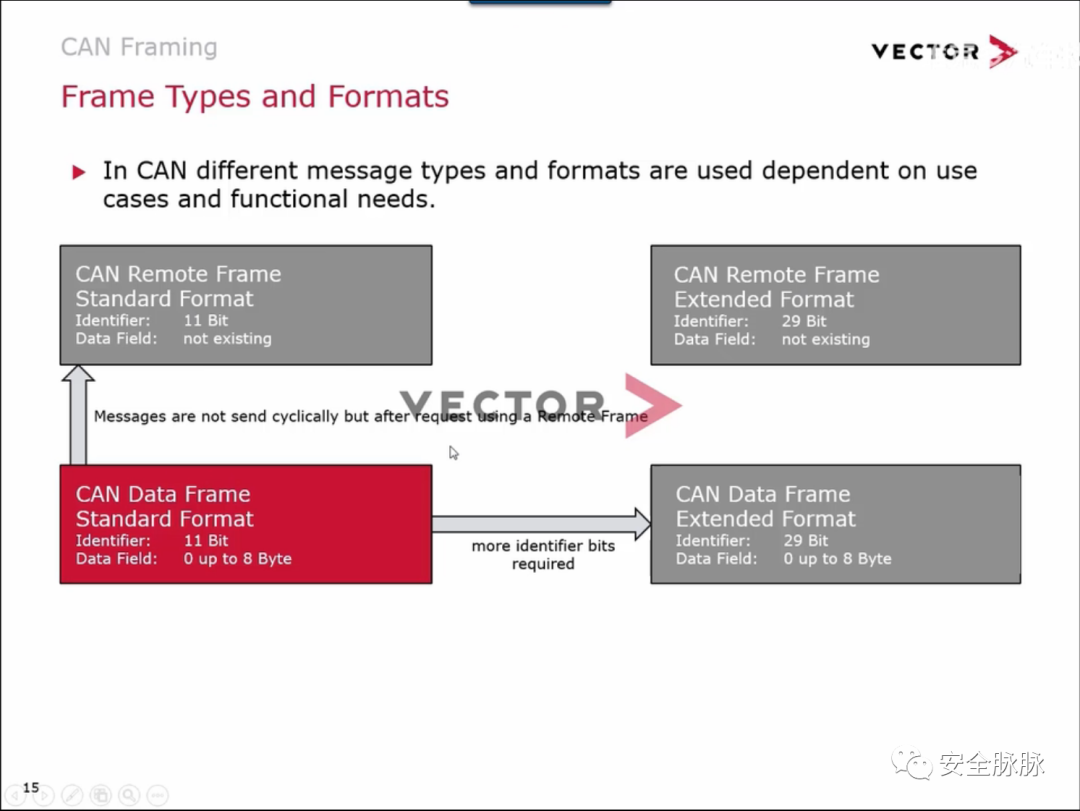 CAN Framing
VECTOR
Frame Types and Formats
In CAN different message types and formats are used dependent on use
cases and functional needs.
CAN Remote Frame
Standard Format
Identifier: 11 Bit
Data Field: not existing
CAN Remote Frame
Extended Format
Identifier: 29 Bit
Data Field: not existing
VECTOR
Messages are not send cyclically but after request using a Remote Frame
CAN Data Frame
Standard Format
Identifier: 11 Bit
Data Field: 0 up to 8 Byte
more identifier bits
required
CAN Data Frame
Extended Format
Identifier: 29 Bit
Data Field: 0 up to 8 Byte
15
安全脉脉